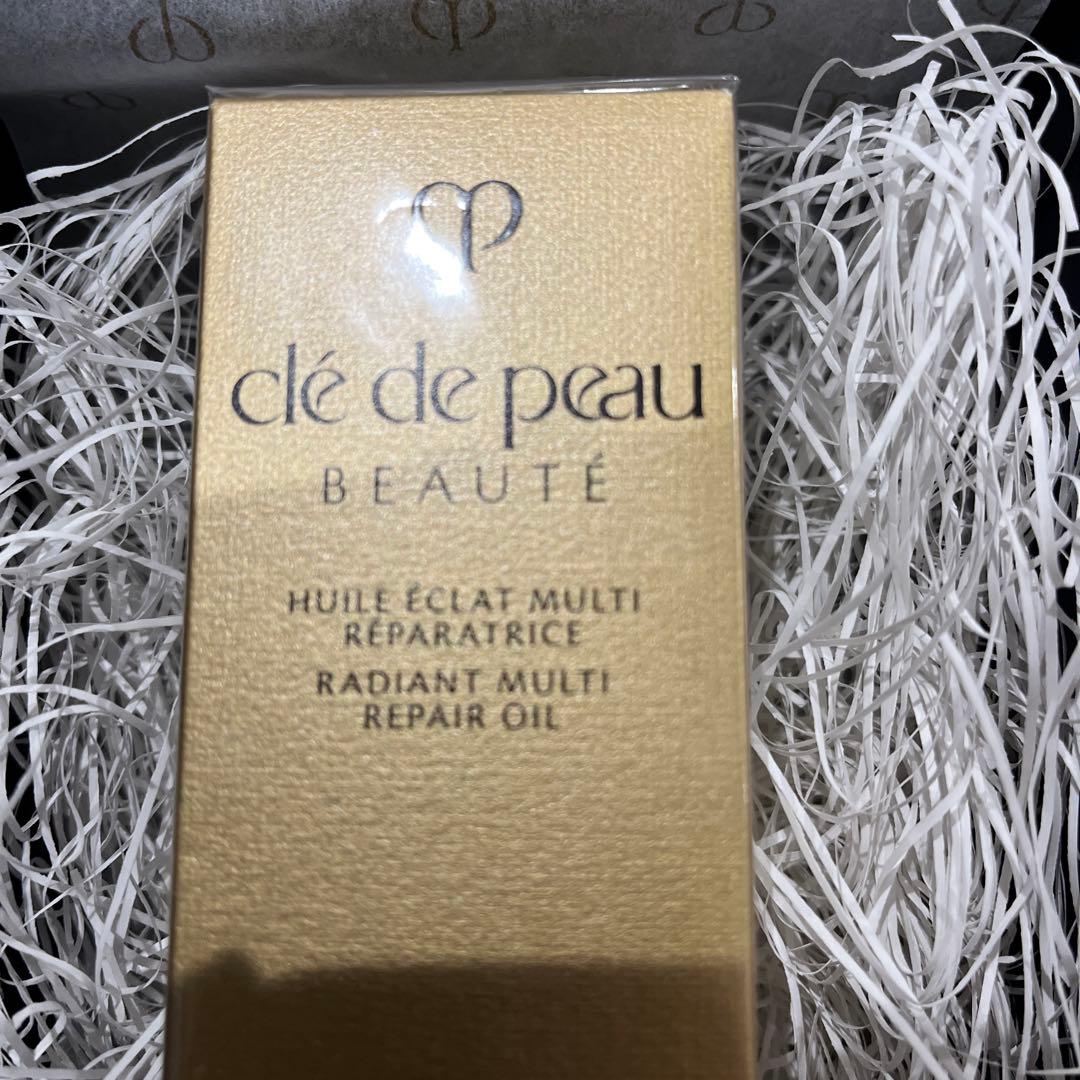 clé de peau
BEAUTÉ
HUILE ÉCLAT MULTI
RÉPARATRICE
RADIANT MULTI
REPAIR OIL